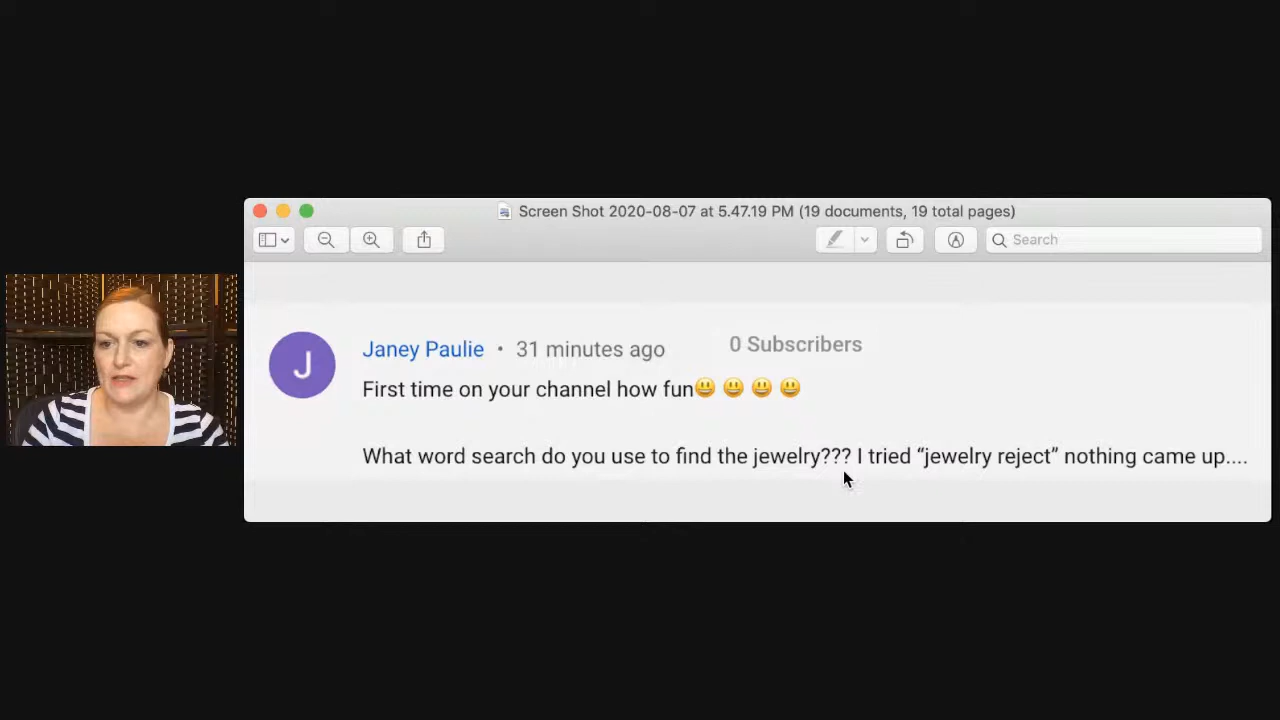 Screen Shot 2020-08-07 at 5.47.19 PM (19 documents, 19 total pages)
Search
J
Janey Paulie • 31 minutes ago
0 Subscribers
First time on your channel how fun😃 😃 😃 😃
What word search do you use to find the jewelry??? I tried “jewelry reject” nothing came up....